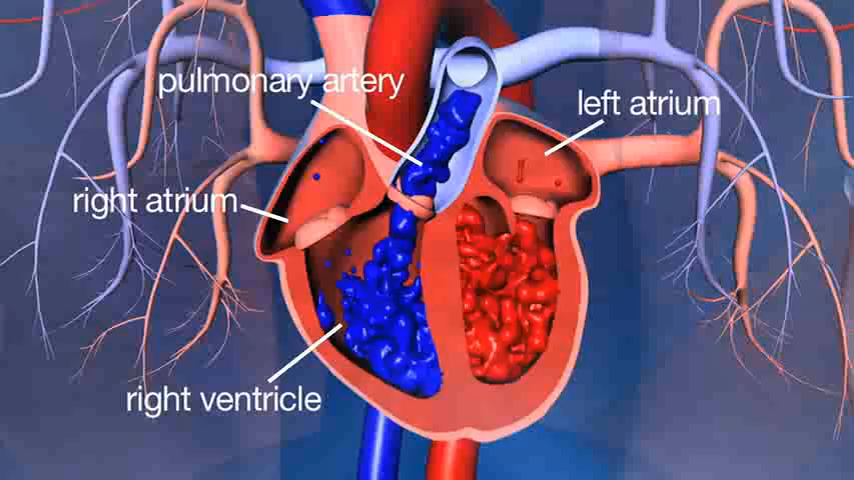 pulmonary artery
left atrium
right atrium
right ventricle